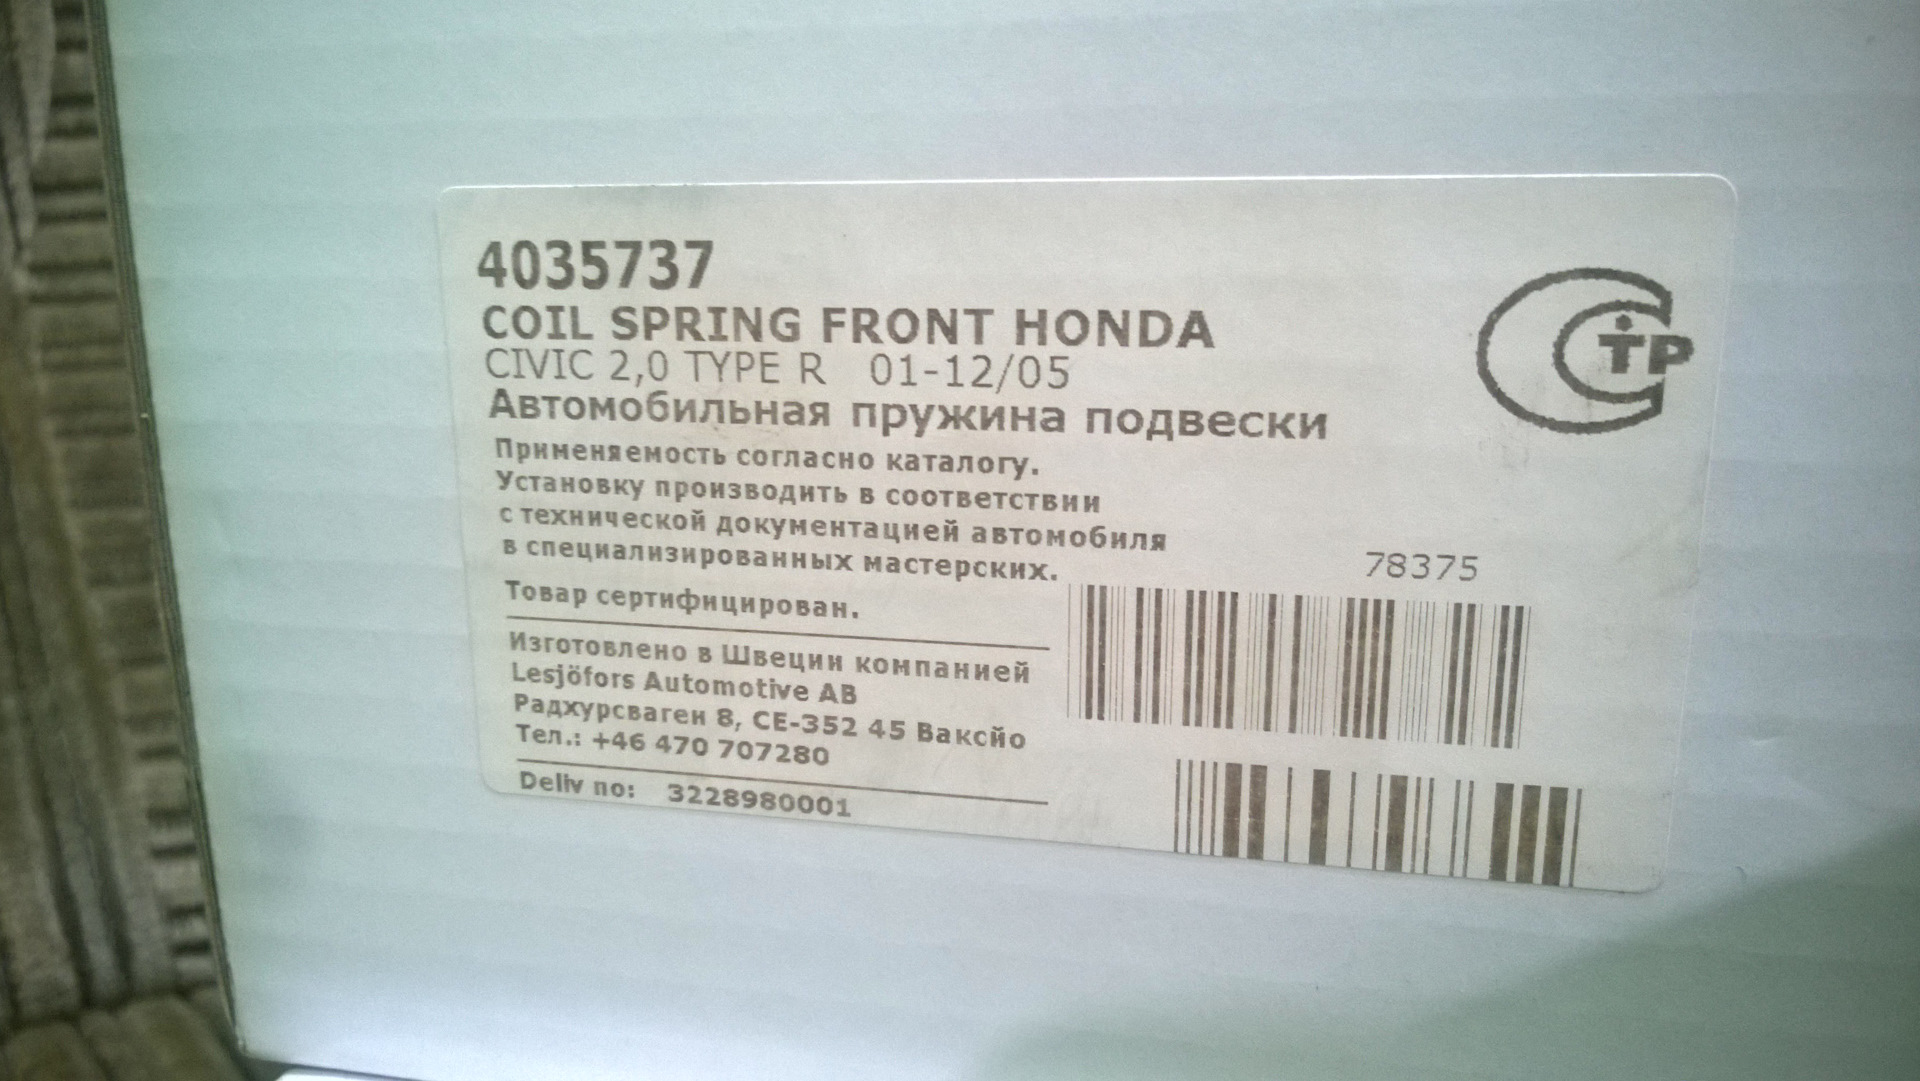 4035737
COIL SPRING FRONT HONDA
CIVIC 2,0 TYPE R 01-12/05
Автомобильная пружина подвески
Применяемость согласно каталогу.
Установку производить в соответствии
с технической документацией автомобиля
в специализированных мастерских.
Товар сертифицирован.
Изготовлено в Швеции компанией
Lesjöfors Automotive AB
Радхурсваген 8, СЕ-352 45 Ваксйо
Тел.: +46 470 707280
Deliv no: 3228980001
78375
СТР